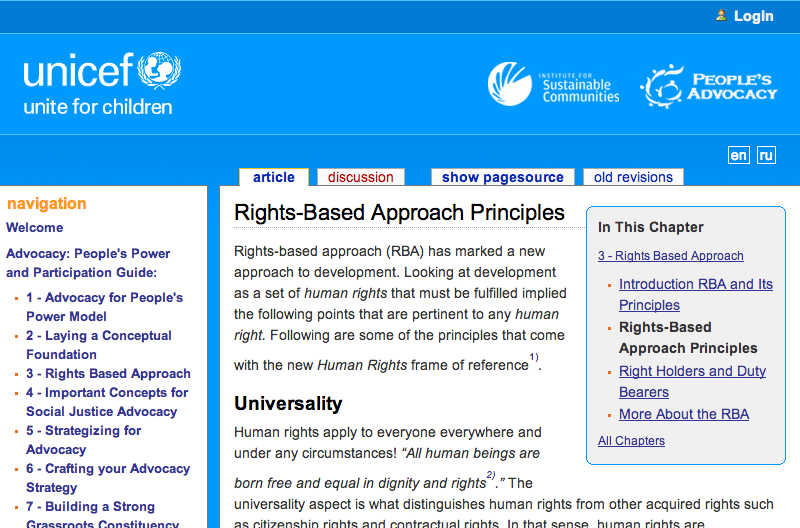 Login
unicef
unite for children
INSTITUTE FOR
Sustainable
Communities
PEOPLE'S
ADVOCACY
en ru
article discussion show pagesource old revisions
navigation
Welcome
Advocacy: People's Power
and Participation Guide:
1 - Advocacy for People's
Power Model
2 - Laying a Conceptual
Foundation
3 - Rights Based Approach
4 - Important Concepts for
Social Justice Advocacy
5 - Strategizing for
Advocacy
6 - Crafting your Advocacy
Strategy
7 - Building a Strong
Grassroots Constituency
Rights-Based Approach Principles
Rights-based approach (RBA) has marked a new
approach to development. Looking at development
as a set of human rights that must be fulfilled implied
the following points that are pertinent to any human
right. Following are some of the principles that come
with the new Human Rights frame of reference1).
Universality
Human rights apply to everyone everywhere and
under any circumstances! “All human beings are
born free and equal in dignity and rights2).” The
universality aspect is what distinguishes human rights from other acquired rights such
as citizenship rights and contractual rights. In that sense, human rights are
In This Chapter
3 - Rights Based Approach
Introduction RBA and Its
Principles
Rights-Based
Approach Principles
Right Holders and Duty
Bearers
More About the RBA
All Chapters